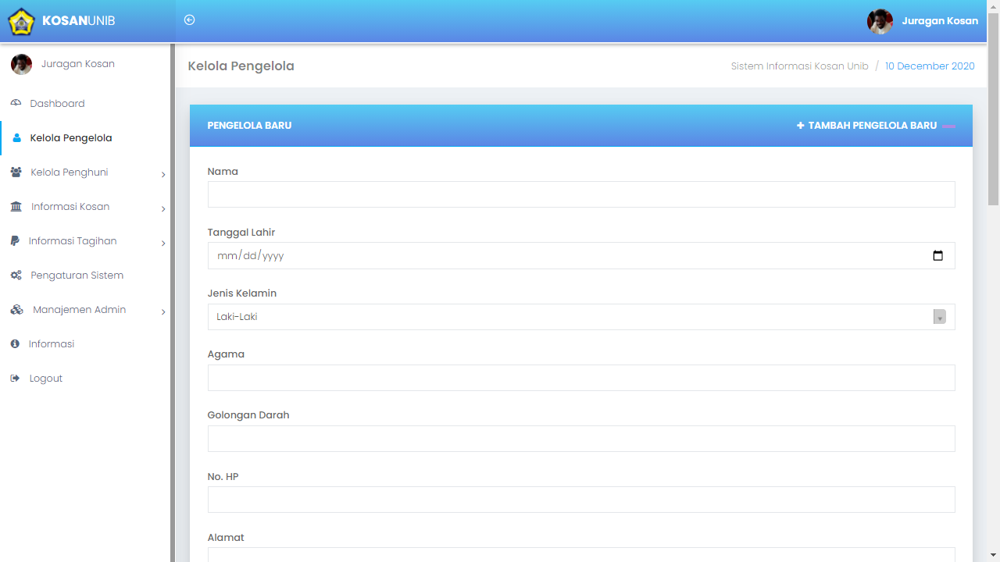 KOSANUNIB
Juragan Kosan
Juragan Kosan
Dashboard
Kelola Pengelola
Kelola Penghuni
Informasi Kosan
Informasi Tagihan
Pengaturan Sistem
Manajemen Admin
Informasi
Logout
Kelola Pengelola
Sistem Informasi Kosan Unib / 10 December 2020
PENGELOLA BARU
+ TAMBAH PENGELOLA BARU
Nama
Tanggal Lahir
mm/dd/yyyy
Jenis Kelamin
Laki-Laki
Agama
Golongan Darah
No. HP
Alamat